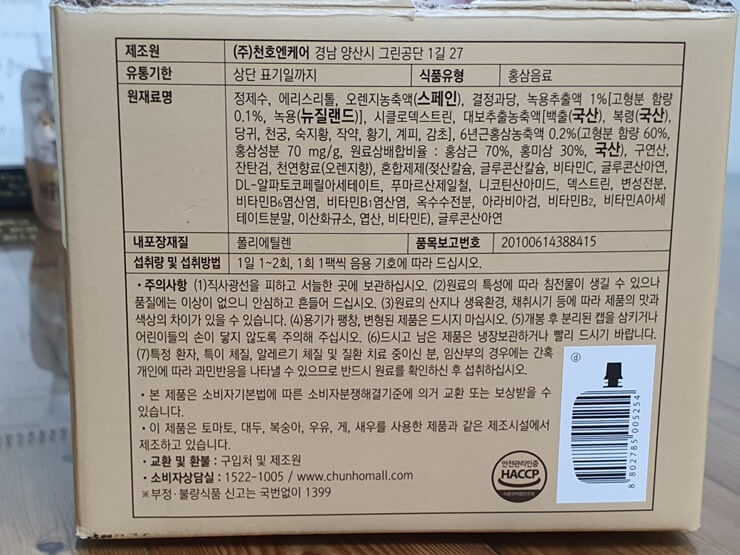 제조원 (주)천호엔케어 경남 양산시 그린공단 1길 27
유통기한 상단 표기일까지 식품유형 홍삼음료
원재료명 정제수, 에리스리톨, 오렌지농축액(스페인), 결정과당, 녹용추출액 1%[고형분 함량
0.1%, 녹용(뉴질랜드)], 시클로덱스트린, 대보추출농축액[백출(국산), 복령(국산),
당귀, 천궁, 숙지황, 작약, 황기, 계피, 감초], 6년근홍삼농축액 0.2%(고형분 함량 60%,
홍삼성분 70 mg/g, 원료삼배합비율 : 홍삼근 70%, 홍미삼 30%, 국산), 구연산,
잔탄검, 천연향료(오렌지향), 혼합제제(젖산칼슘, 글루콘산칼슘, 비타민C, 글루콘산아연,
DL-알파토코페릴아세테이트, 푸마르산제일철, 니코틴산아미드, 덱스트린, 변성전분,
비타민B₆염산염, 비타민B₁염산염, 옥수수전분, 아라비아검, 비타민B₂, 비타민A아세
테이트분말, 이산화규소, 엽산, 비타민E), 글루콘산아연
내포장재질 폴리에틸렌 품목보고번호 20100614388415
섭취량 및 섭취방법 1일 1~2회, 1회 1팩씩 음용 기호에 따라 드십시오.
・주의사항 (1)직사광선을 피하고 서늘한 곳에 보관하십시오. (2)원료의 특성에 따라 침전물이 생길 수 있으나
품질에는 이상이 없으니 안심하고 흔들어 드십시오. (3)원료의 산지나 생육환경, 채취시기 등에 따라 제품의 맛과
색상의 차이가 있을 수 있습니다. (4)용기가 팽창, 변형된 제품은 드시지 마십시오. (5)개봉 후 분리된 캡을 삼키거나
어린이들의 손이 닿지 않도록 주의해 주십시오. (6)드시고 남은 제품은 냉장보관하거나 빨리 드시기 바랍니다.
(7)특정 환자, 특이 체질, 알레르기 체질 및 질환 치료 중이신 분, 임산부의 경우에는 간혹
개인에 따라 과민반응을 나타낼 수 있으므로 반드시 원료를 확인하신 후 섭취하십시오.
・본 제품은 소비자기본법에 따른 소비자분쟁해결기준에 의거 교환 또는 보상받을 수
있습니다.
・이 제품은 토마토, 대두, 복숭아, 우유, 게, 새우를 사용한 제품과 같은 제조시설에서
제조하고 있습니다.
・교환 및 환불 : 구입처 및 제조원
・소비자상담실 : 1522-1005 / www.chunhomall.com
※부정·불량식품 신고는 국번없이 1399
안전관리인증
HACCP
식품의약품안전처
8 802785 005254